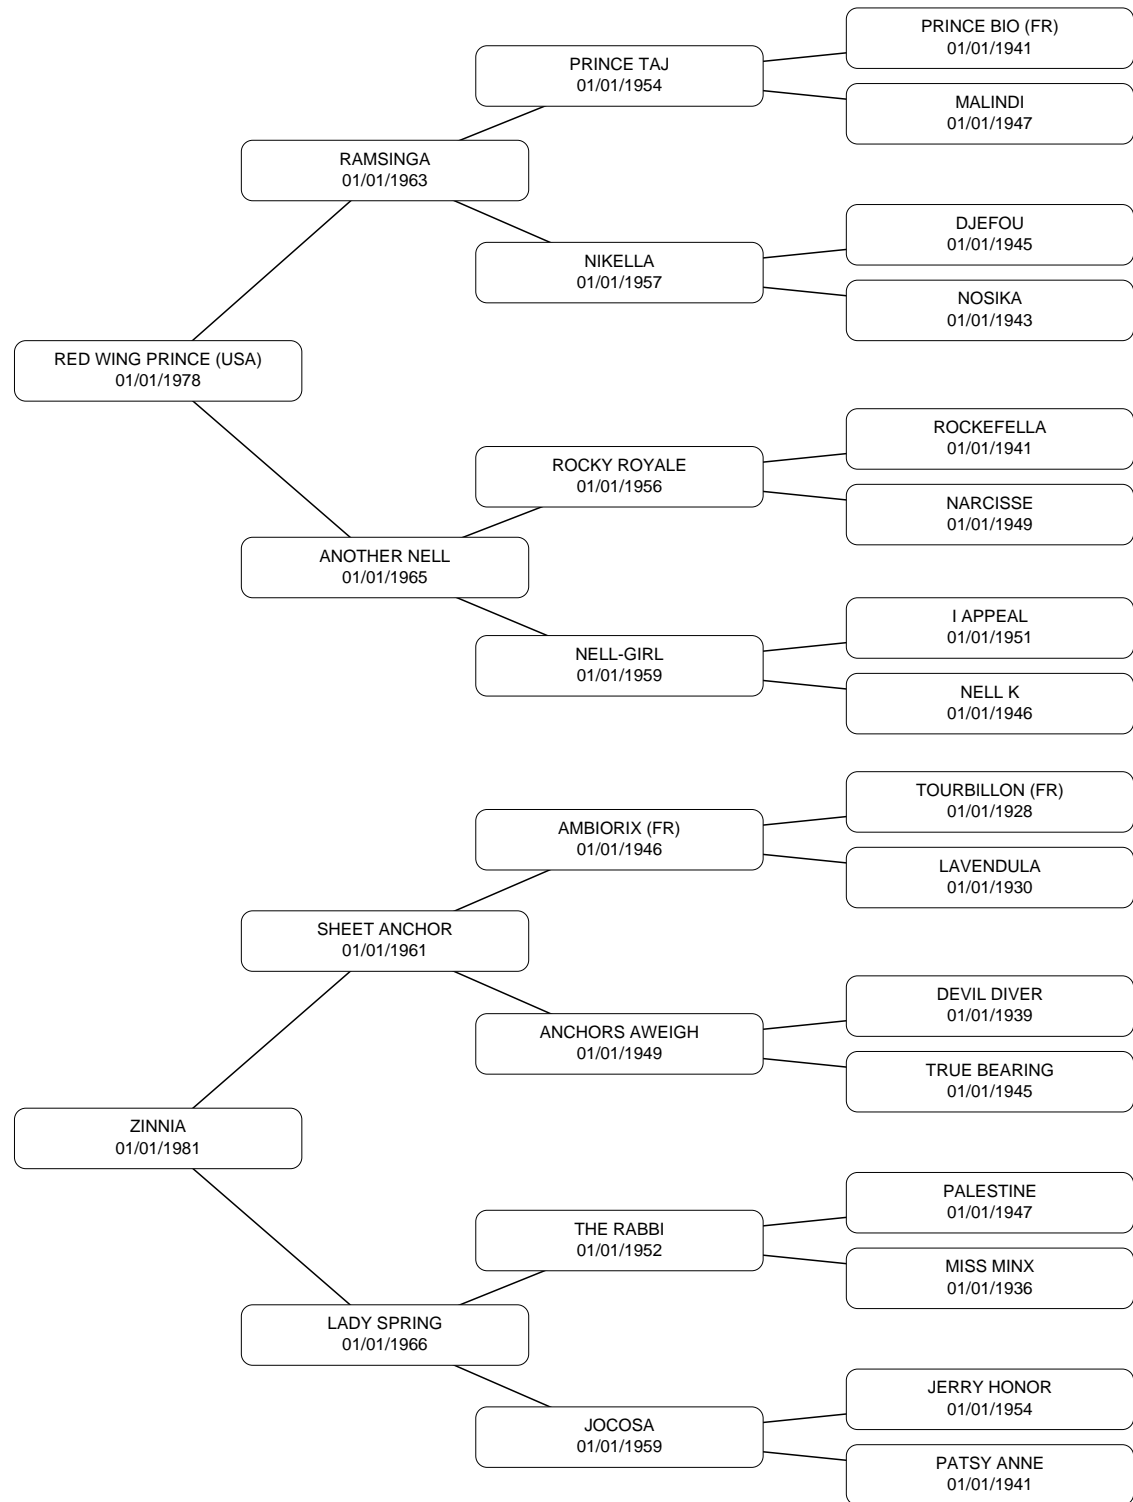 PRINCE BIO (FR)
01/01/1941
PRINCE TAJ
01/01/1954
MALINDI
01/01/1947
RAMSINGA
01/01/1963
DJEFOU
01/01/1945
NIKELLA
01/01/1957
NOSIKA
01/01/1943
RED WING PRINCE (USA)
01/01/1978
ROCKEFELLA
01/01/1941
ROCKY ROYALE
01/01/1956
NARCISSE
01/01/1949
ANOTHER NELL
01/01/1965
I APPEAL
01/01/1951
NELL-GIRL
01/01/1959
NELL K
01/01/1946
TOURBILLON (FR)
01/01/1928
AMBIORIX (FR)
01/01/1946
LAVENDULA
01/01/1930
SHEET ANCHOR
01/01/1961
DEVIL DIVER
01/01/1939
ANCHORS AWEIGH
01/01/1949
TRUE BEARING
01/01/1945
ZINNIA
01/01/1981
PALESTINE
01/01/1947
THE RABBI
01/01/1952
MISS MINX
01/01/1936
LADY SPRING
01/01/1966
JERRY HONOR
01/01/1954
JOCOSA
01/01/1959
PATSY ANNE
01/01/1941